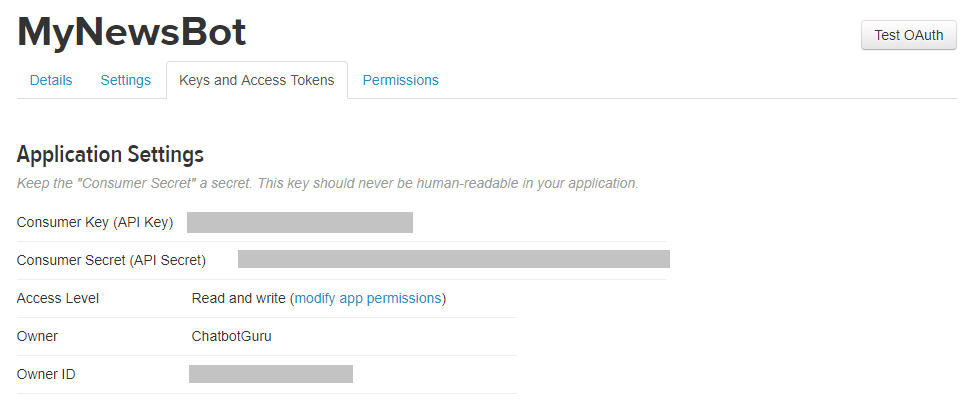 MyNewsBot
Test OAuth
Details Settings Keys and Access Tokens Permissions
Application Settings
Keep the "Consumer Secret" a secret. This key should never be human-readable in your application.
Consumer Key (API Key)
Consumer Secret (API Secret)
Access Level Read and write (modify app permissions)
Owner ChatbotGuru
Owner ID